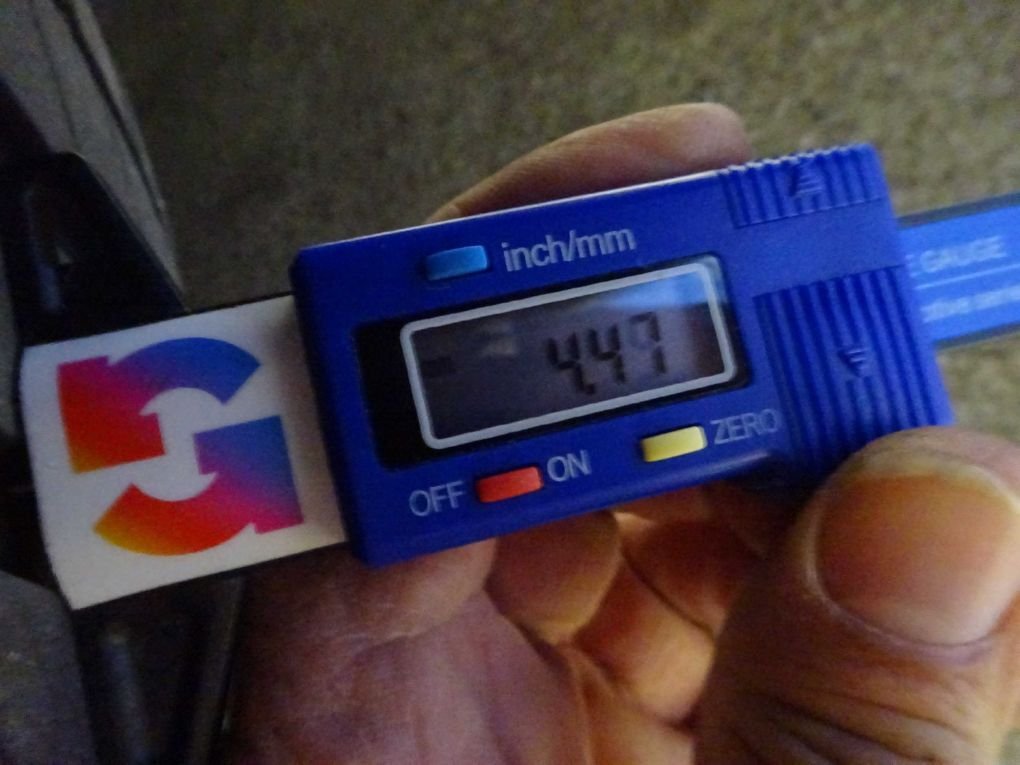 inch/mm
4.47
OFF
ON
ZERO
GAUGE